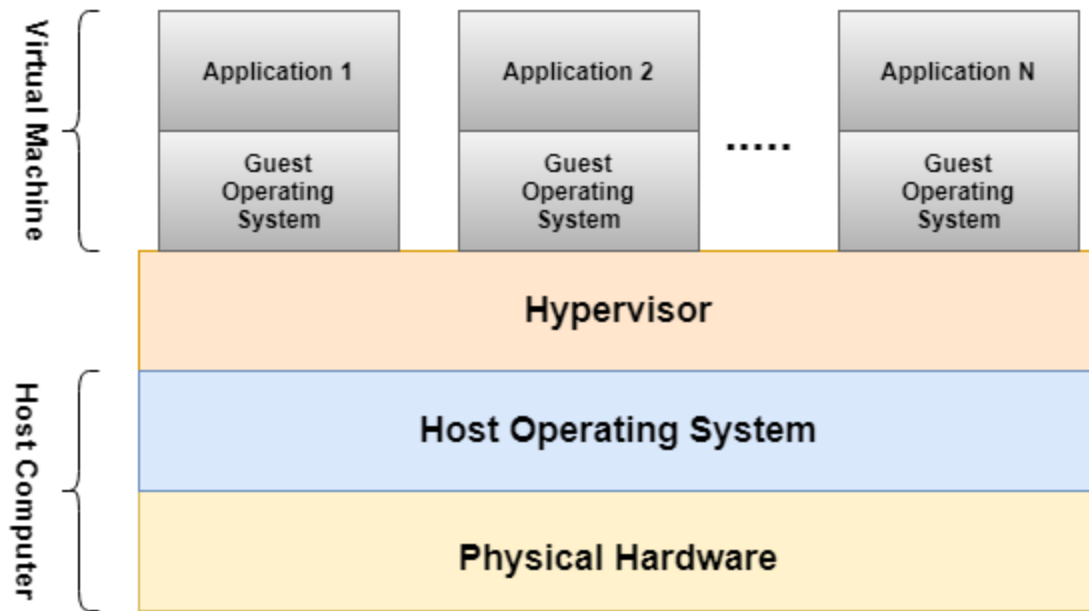 Virtual Machine
Application 1
Application 2
Application N
.....
Guest
Operating
System
Guest
Operating
System
Guest
Operating
System
Hypervisor
Host Computer
Host Operating System
Physical Hardware